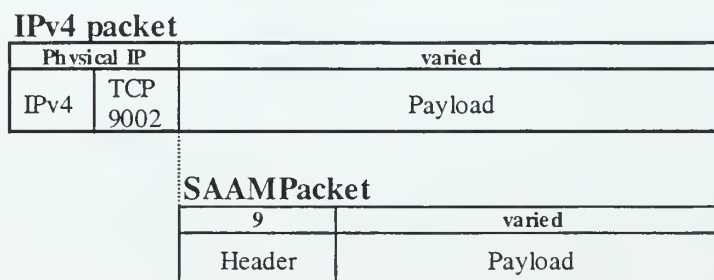 IPv4 packet
Physical IP varied
IPv4 TCP 9002 Payload
SAAMPacket
9 varied
Header Payload